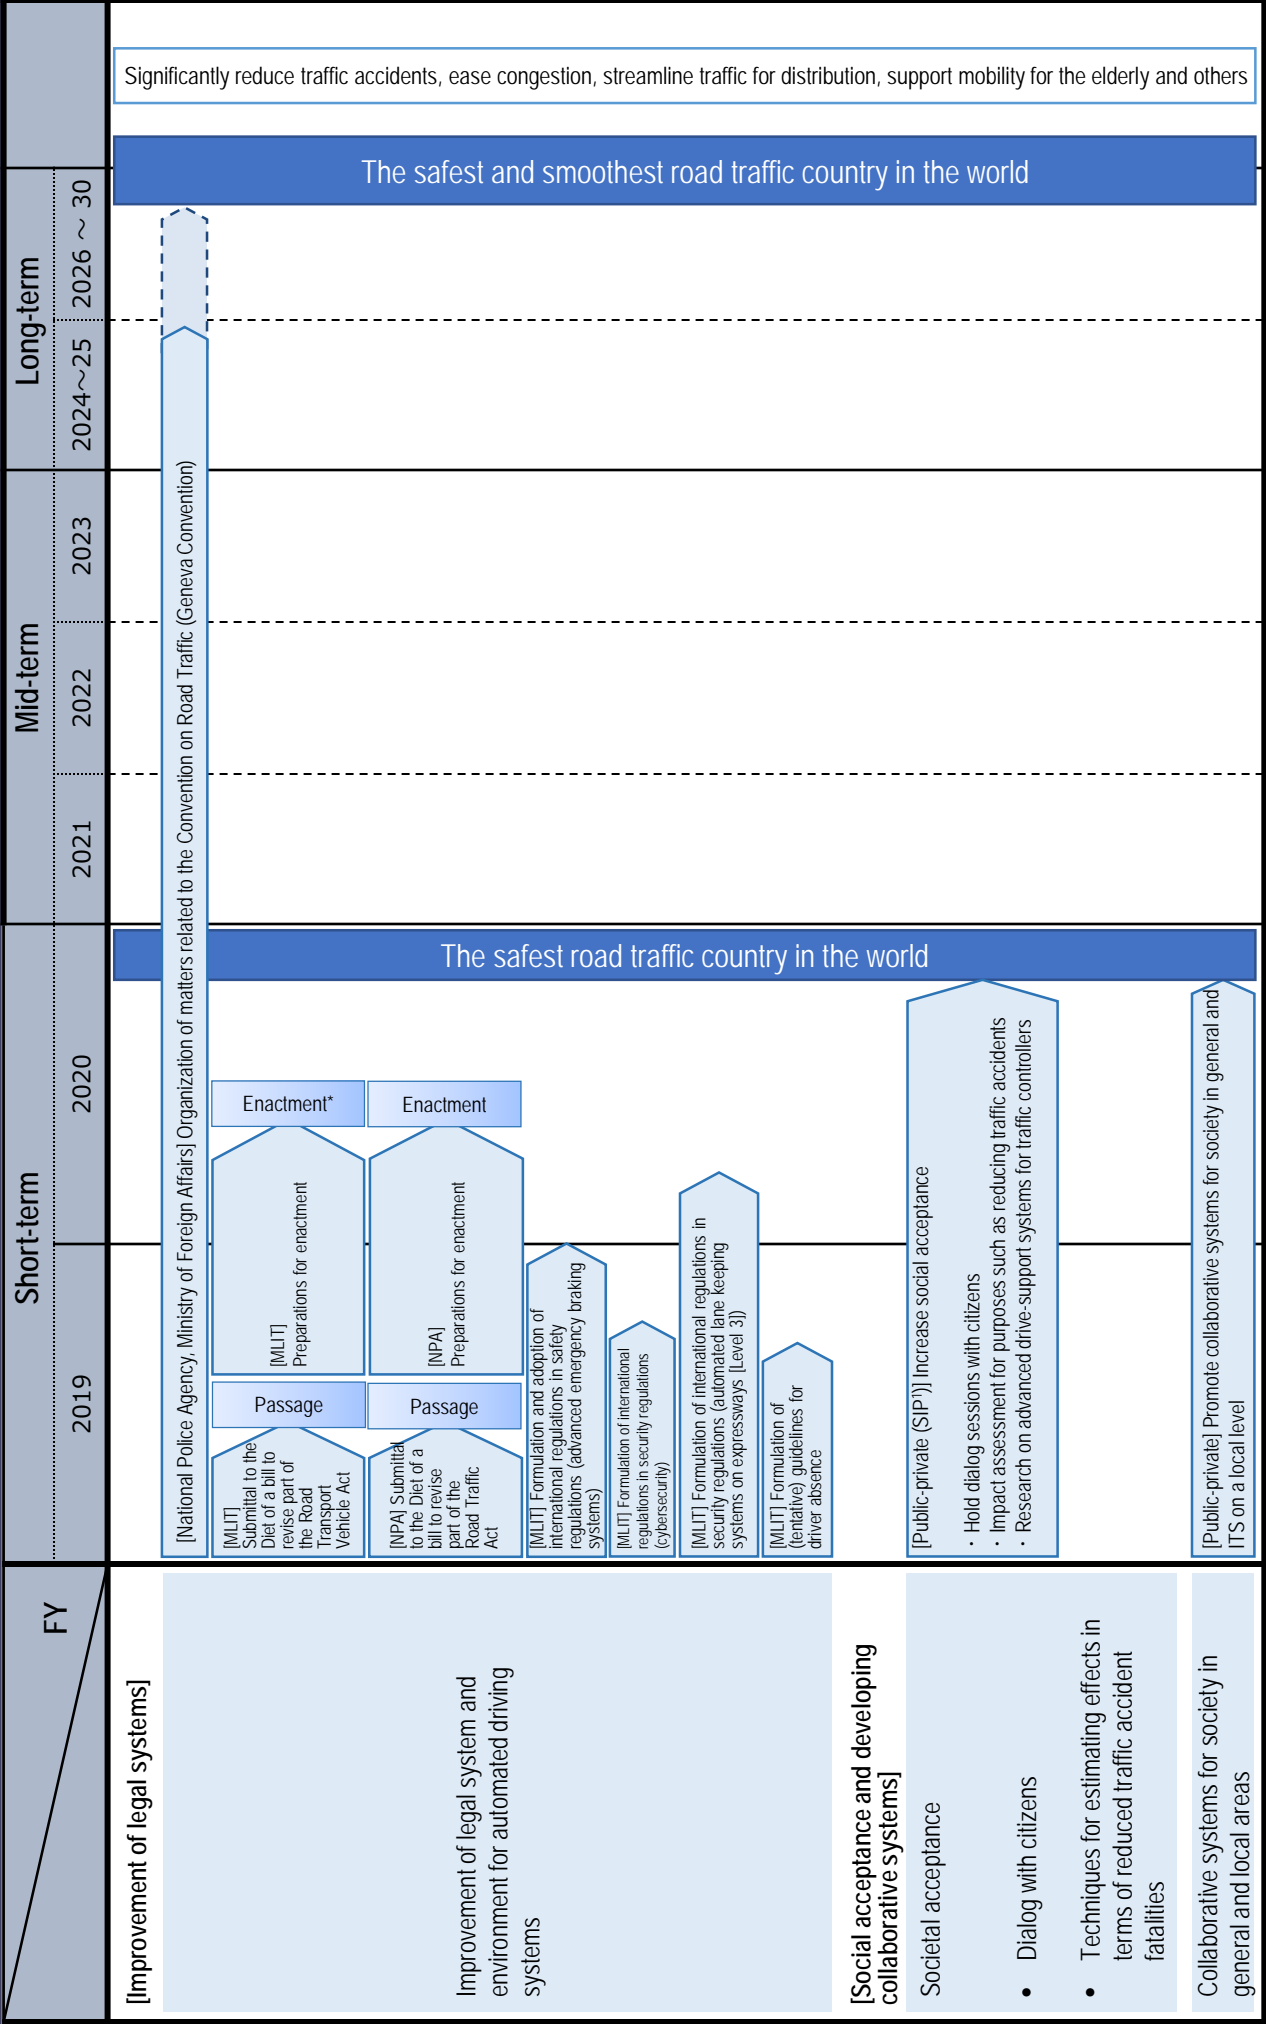 FY
Short-term
Mid-term
Long-term
2019
2020
2021
2022
2023
2024～25
2026 ～ 30
[Improvement of legal systems]
Improvement of legal system and
environment for automated driving
systems
[National Police Agency, Ministry of Foreign Affairs] Organization of matters related to the Convention on Road Traffic (Geneva Convention)
[MLIT]
Submittal to the
Diet of a bill to
revise part of
the Road
Transport
Vehicle Act
Passage
[MLIT]
Preparations for enactment
Enactment*
[NPA] Submittal
to the Diet of a
bill to revise
part of the
Road Traffic
Act
Passage
[NPA]
Preparations for enactment
Enactment
[MLIT] Formulation and adoption of
international regulations in safety
regulations (advanced emergency braking
systems)
[MLIT] Formulation of international
regulations in security regulations
(cybersecurity)
[MLIT] Formulation of international regulations in
security regulations (automated lane keeping
systems on expressways [Level 3])
[MLIT] Formulation of
(tentative) guidelines for
driver absence
[Social acceptance and developing
collaborative systems]
Societal acceptance
• Dialog with citizens
• Techniques for estimating effects in
terms of reduced traffic accident
fatalities
[Public-private (SIP¹)] Increase social acceptance
・Hold dialog sessions with citizens
・Impact assessment for purposes such as reducing traffic accidents
・Research on advanced drive-support systems for traffic controllers
Collaborative systems for society in
general and local areas
[Public-private] Promote collaborative systems for society in general and
ITS on a local level
The safest road traffic country in the world
The safest and smoothest road traffic country in the world
Significantly reduce traffic accidents, ease congestion, streamline traffic for distribution, support mobility for the elderly and others